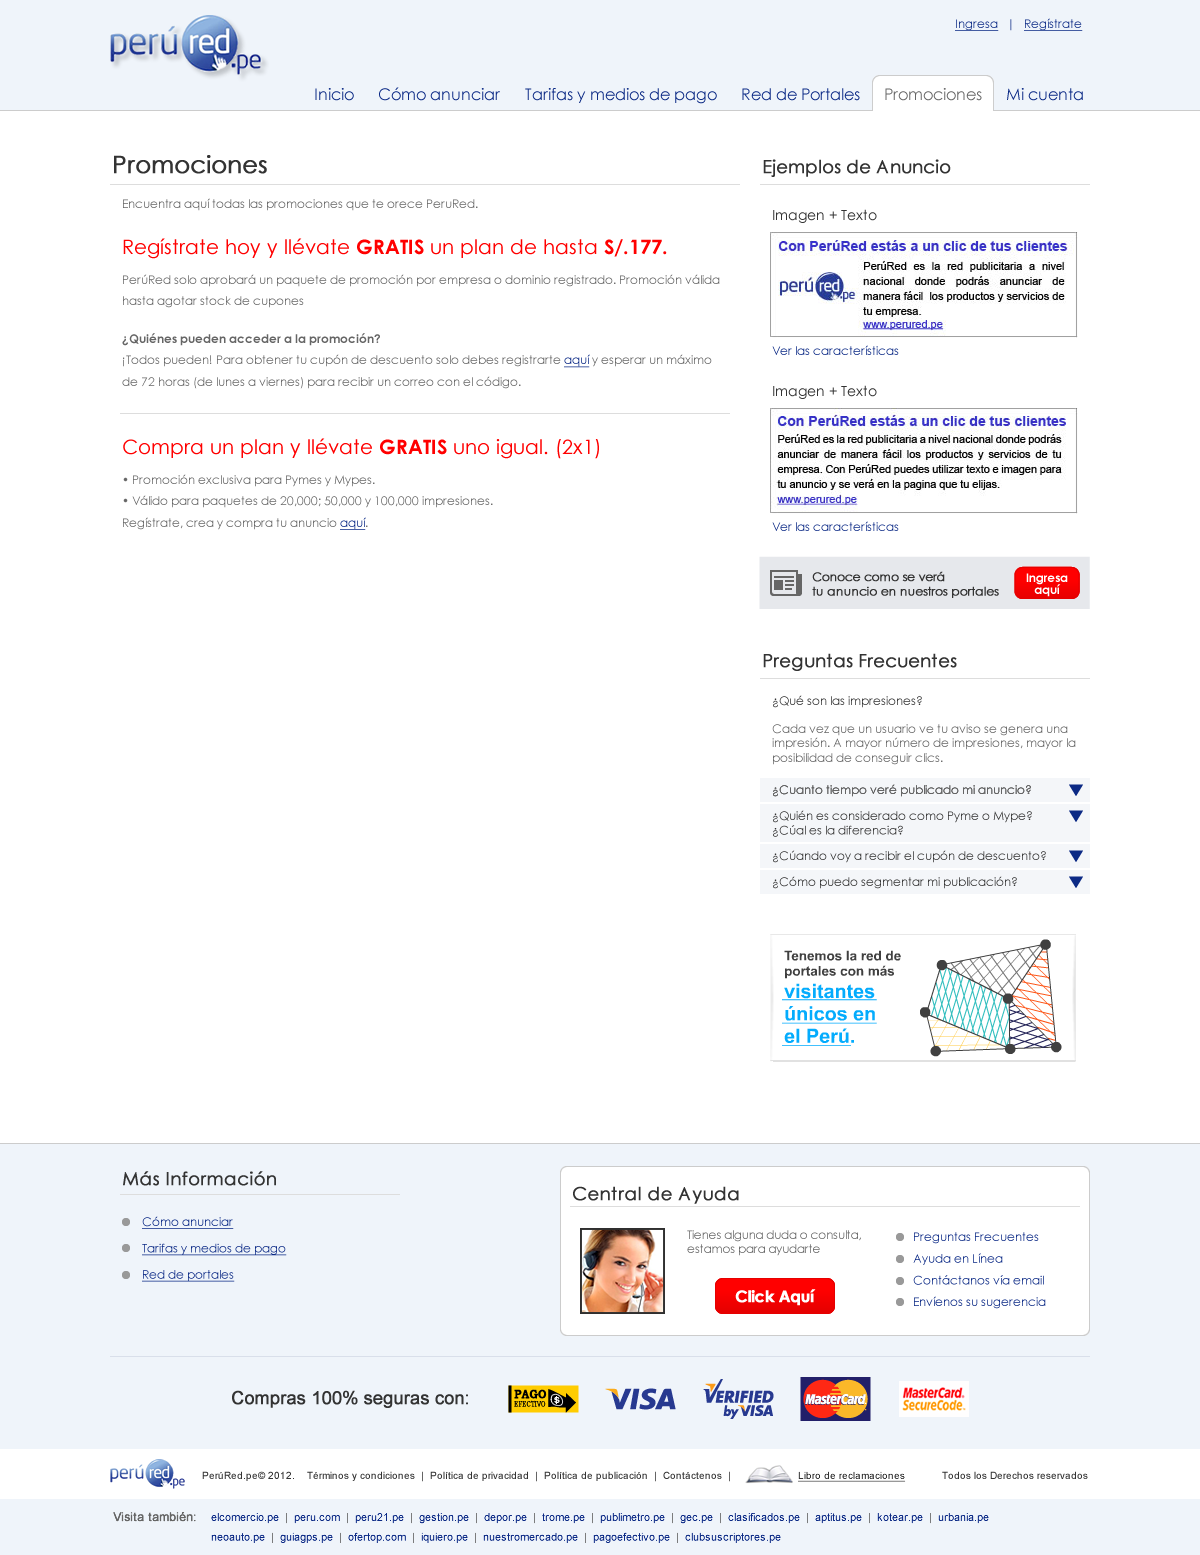 perú red .pe
Ingresa | Regístrate
Inicio Cómo anunciar Tarifas y medios de pago Red de Portales Promociones Mi cuenta
Promociones
Encuentra aquí todas las promociones que te orece PeruRed.
Regístrate hoy y llévate GRATIS un plan de hasta S/.177.
PerúRed solo aprobará un paquete de promoción por empresa o dominio registrado. Promoción válida
hasta agotar stock de cupones
¿Quiénes pueden acceder a la promoción?
¡Todos pueden! Para obtener tu cupón de descuento solo debes registrarte aquí y esperar un máximo
de 72 horas (de lunes a viernes) para recibir un correo con el código.
Compra un plan y llévate GRATIS uno igual. (2x1)
• Promoción exclusiva para Pymes y Mypes.
• Válido para paquetes de 20,000; 50,000 y 100,000 impresiones.
Regístrate, crea y compra tu anuncio aquí.
Ejemplos de Anuncio
Imagen + Texto
Con PerúRed estás a un clic de tus clientes
perú red .pe
PerúRed es la red publicitaria a nivel
nacional donde podrás anunciar de
manera fácil los productos y servicios de
tu empresa.
www.perured.pe
Ver las características
Imagen + Texto
Con PerúRed estás a un clic de tus clientes
PerúRed es la red publicitaria a nivel nacional donde podrás
anunciar de manera fácil los productos y servicios de tu
empresa. Con PerúRed puedes utilizar texto e imagen para
tu anuncio y se verá en la pagina que tu elijas.
www.perured.pe
Ver las características
Conoce como se verá
tu anuncio en nuestros portales
Ingresa
aquí
Preguntas Frecuentes
¿Qué son las impresiones?
Cada vez que un usuario ve tu aviso se genera una
impresión. A mayor número de impresiones, mayor la
posibilidad de conseguir clics.
¿Cuanto tiempo veré publicado mi anuncio?
¿Quién es considerado como Pyme o Mype?
¿Cúal es la diferencia?
¿Cúando voy a recibir el cupón de descuento?
¿Cómo puedo segmentar mi publicación?
Tenemos la red de
portales con más
visitantes
únicos en
el Perú.
Más Información
Cómo anunciar
Tarifas y medios de pago
Red de portales
Central de Ayuda
Tienes alguna duda o consulta,
estamos para ayudarte
Click Aquí
Preguntas Frecuentes
Ayuda en Línea
Contáctanos vía email
Envíenos su sugerencia
Compras 100% seguras con:
PAGO
EFECTIVO
VISA
VERIFIED
by VISA
MasterCard
MasterCard.
SecureCode.
perú red .pe
PerúRed.pe© 2012. Términos y condiciones | Política de privacidad | Política de publicación | Contáctenos | Libro de reclamaciones Todos los Derechos reservados
Visita también: elcomercio.pe | peru.com | peru21.pe | gestion.pe | depor.pe | trome.pe | publimetro.pe | gec.pe | clasificados.pe | aptitus.pe | kotear.pe | urbania.pe
neoauto.pe | guiagps.pe | ofertop.com | iquiero.pe | nuestromercado.pe | pagoefectivo.pe | clubsuscriptores.pe